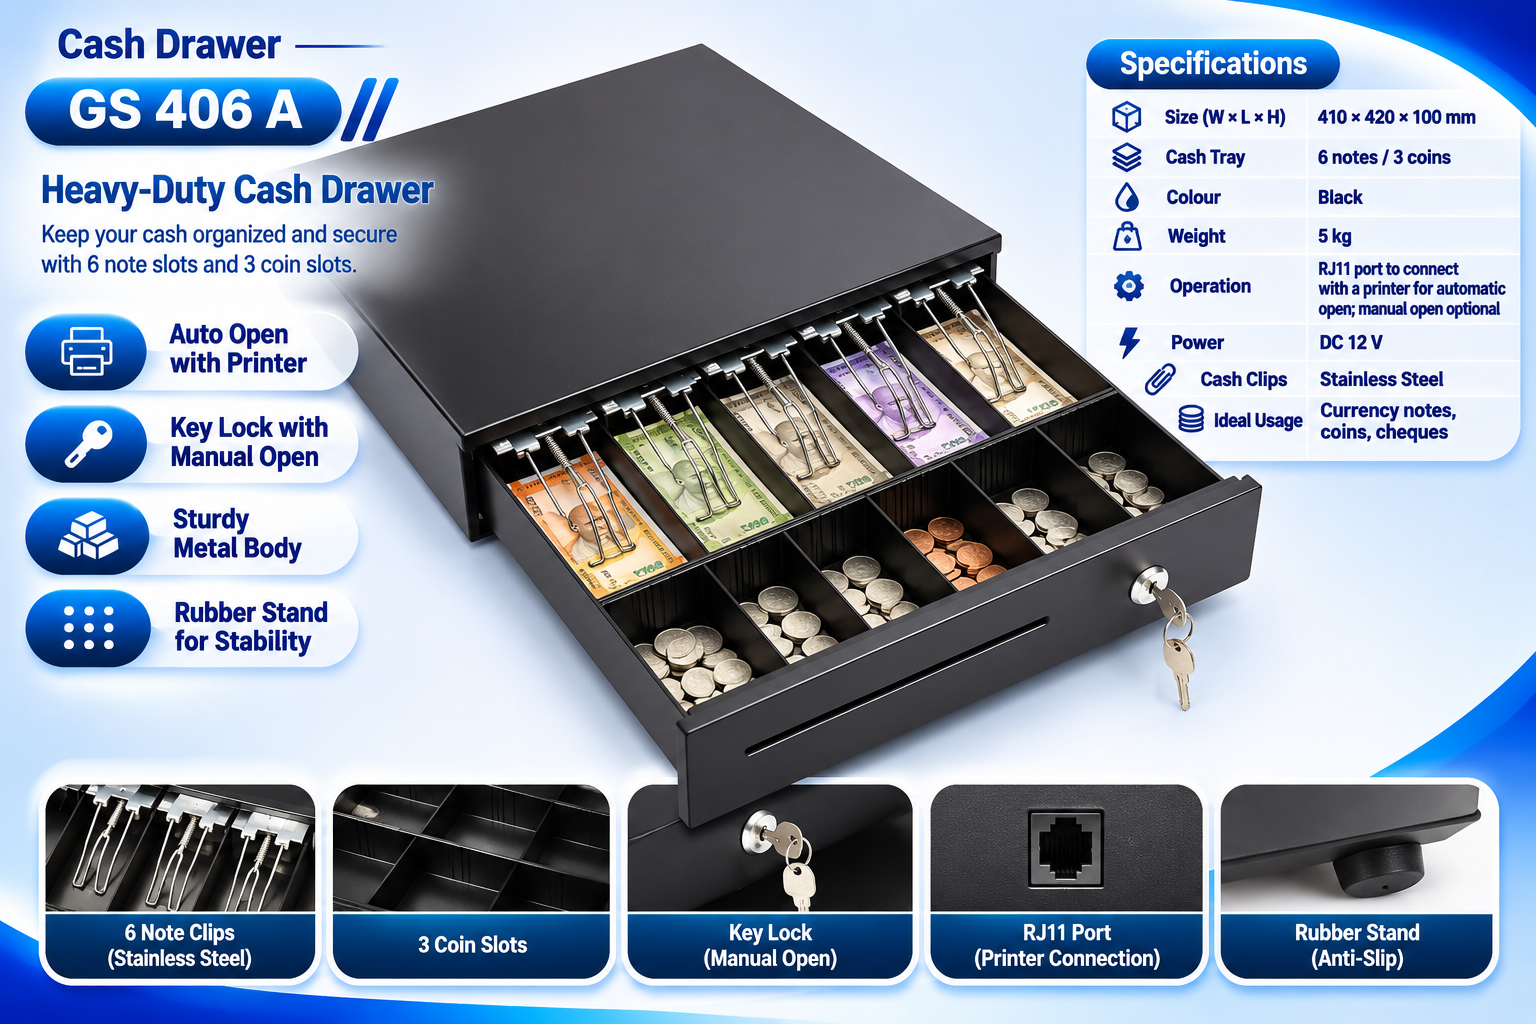 Cash Drawer
GS 406 A
Heavy-Duty Cash Drawer
Keep your cash organized and secure
with 6 note slots and 3 coin slots.
Auto Open
with Printer
Key Lock with
Manual Open
Sturdy
Metal Body
Rubber Stand
for Stability
Specifications
Size (W × L × H) 410 × 420 × 100 mm
Cash Tray 6 notes / 3 coins
Colour Black
Weight 5 kg
Operation RJ11 port to connect
with a printer for automatic
open; manual open optional
Power DC 12 V
Cash Clips Stainless Steel
Ideal Usage Currency notes,
coins, cheques
6 Note Clips
(Stainless Steel)
3 Coin Slots
Key Lock
(Manual Open)
RJ11 Port
(Printer Connection)
Rubber Stand
(Anti-Slip)